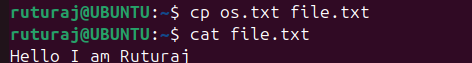 ruturaj@UBUNTU:~$ cp os.txt file.txt
ruturaj@UBUNTU:~$ cat file.txt
Hello I am Ruturaj